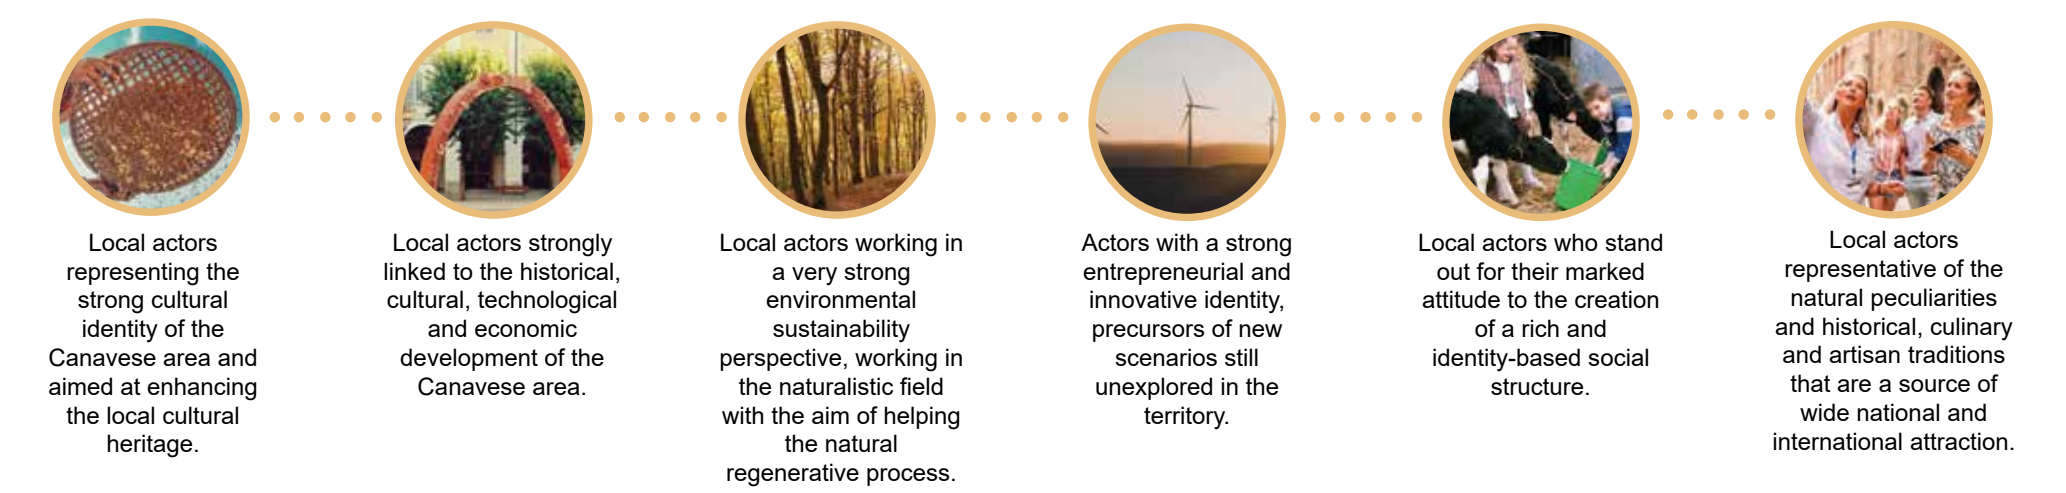 Local actors
representing the
strong cultural
identity of the
Canavese area and
aimed at enhancing
the local cultural
heritage.
Local actors strongly
linked to the historical,
cultural, technological
and economic
development of the
Canavese area.
Local actors working in
a very strong
environmental
sustainability
perspective, working in
the naturalistic field
with the aim of helping
the natural
regenerative process.
Actors with a strong
entrepreneurial and
innovative identity,
precursors of new
scenarios still
unexplored in the
territory.
Local actors who stand
out for their marked
attitude to the creation
of a rich and
identity-based social
structure.
Local actors
representative of the
natural peculiarities
and historical, culinary
and artisan traditions
that are a source of
wide national and
international attraction.